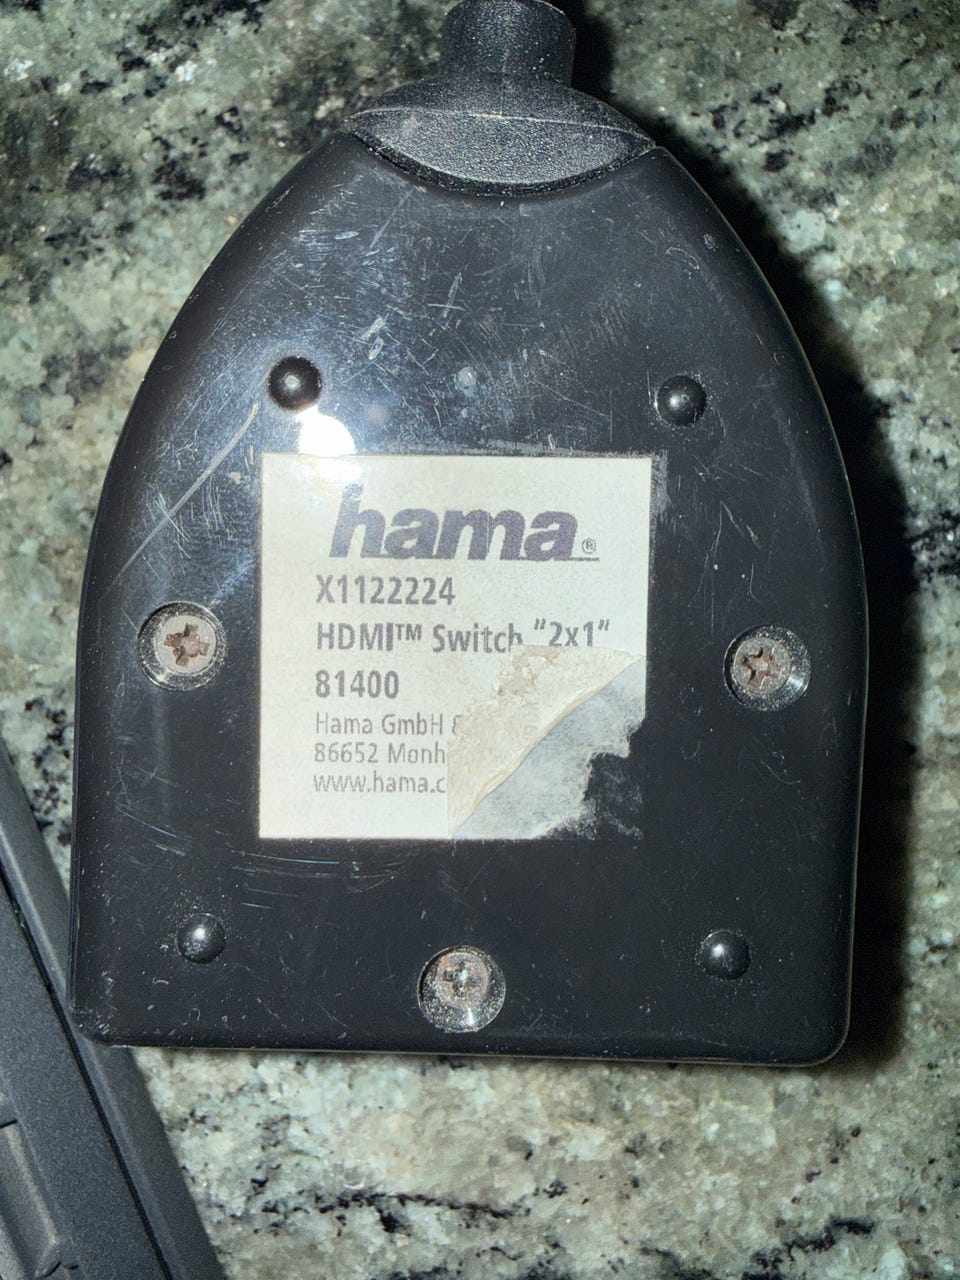 hama®
X1122224
HDMI™ Switch "2x1"
81400
Hama GmbH
86652
www.hama.c